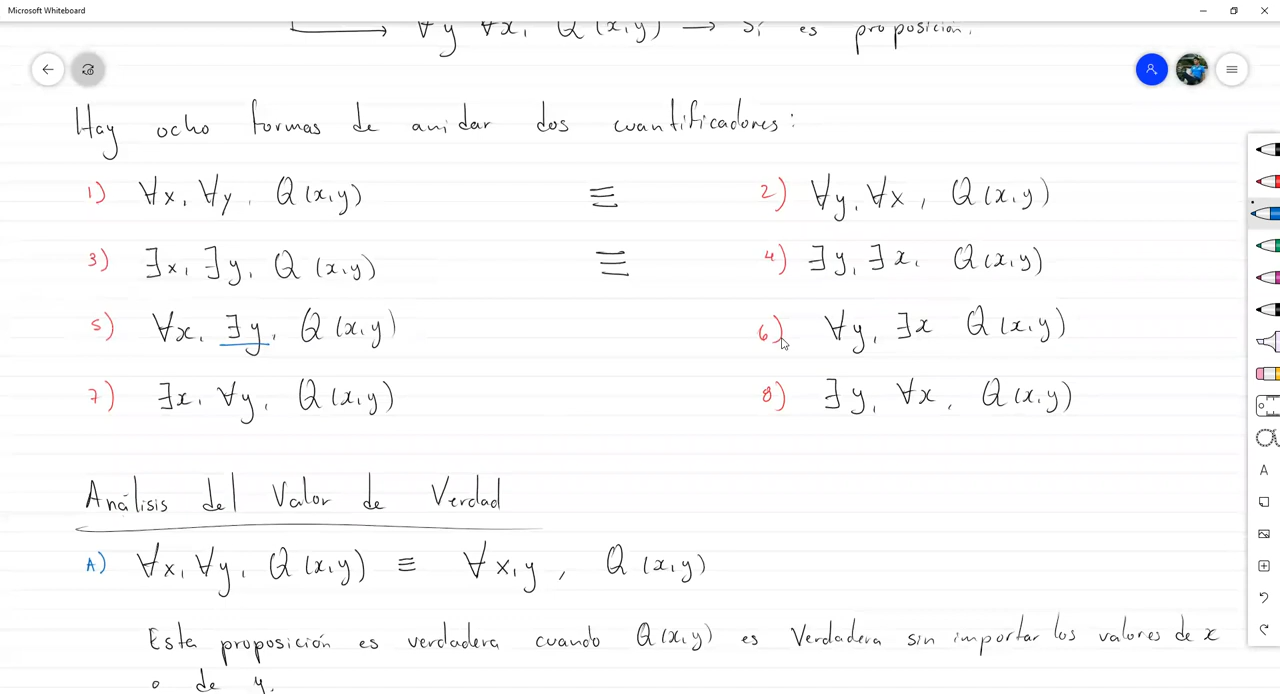 Microsoft Whiteboard
∀y ∀x, Q(x,y) → Sí es proposición.
Hay ocho formas de anidar dos cuantificadores:
1) ∀x, ∀y, Q(x,y) ≡ 2) ∀y, ∀x, Q(x,y)
3) ∃x, ∃y, Q(x,y) ≡ 4) ∃y, ∃x, Q(x,y)
5) ∀x, ∃y, Q(x,y) 6) ∀y, ∃x Q(x,y)
7) ∃x, ∀y, Q(x,y) 8) ∃y, ∀x, Q(x,y)
Análisis del Valor de Verdad
A) ∀x, ∀y, Q(x,y) ≡ ∀x,y, Q(x,y)
Esta proposición es verdadera cuando Q(x,y) es Verdadera sin importar los valores de x
o de y.